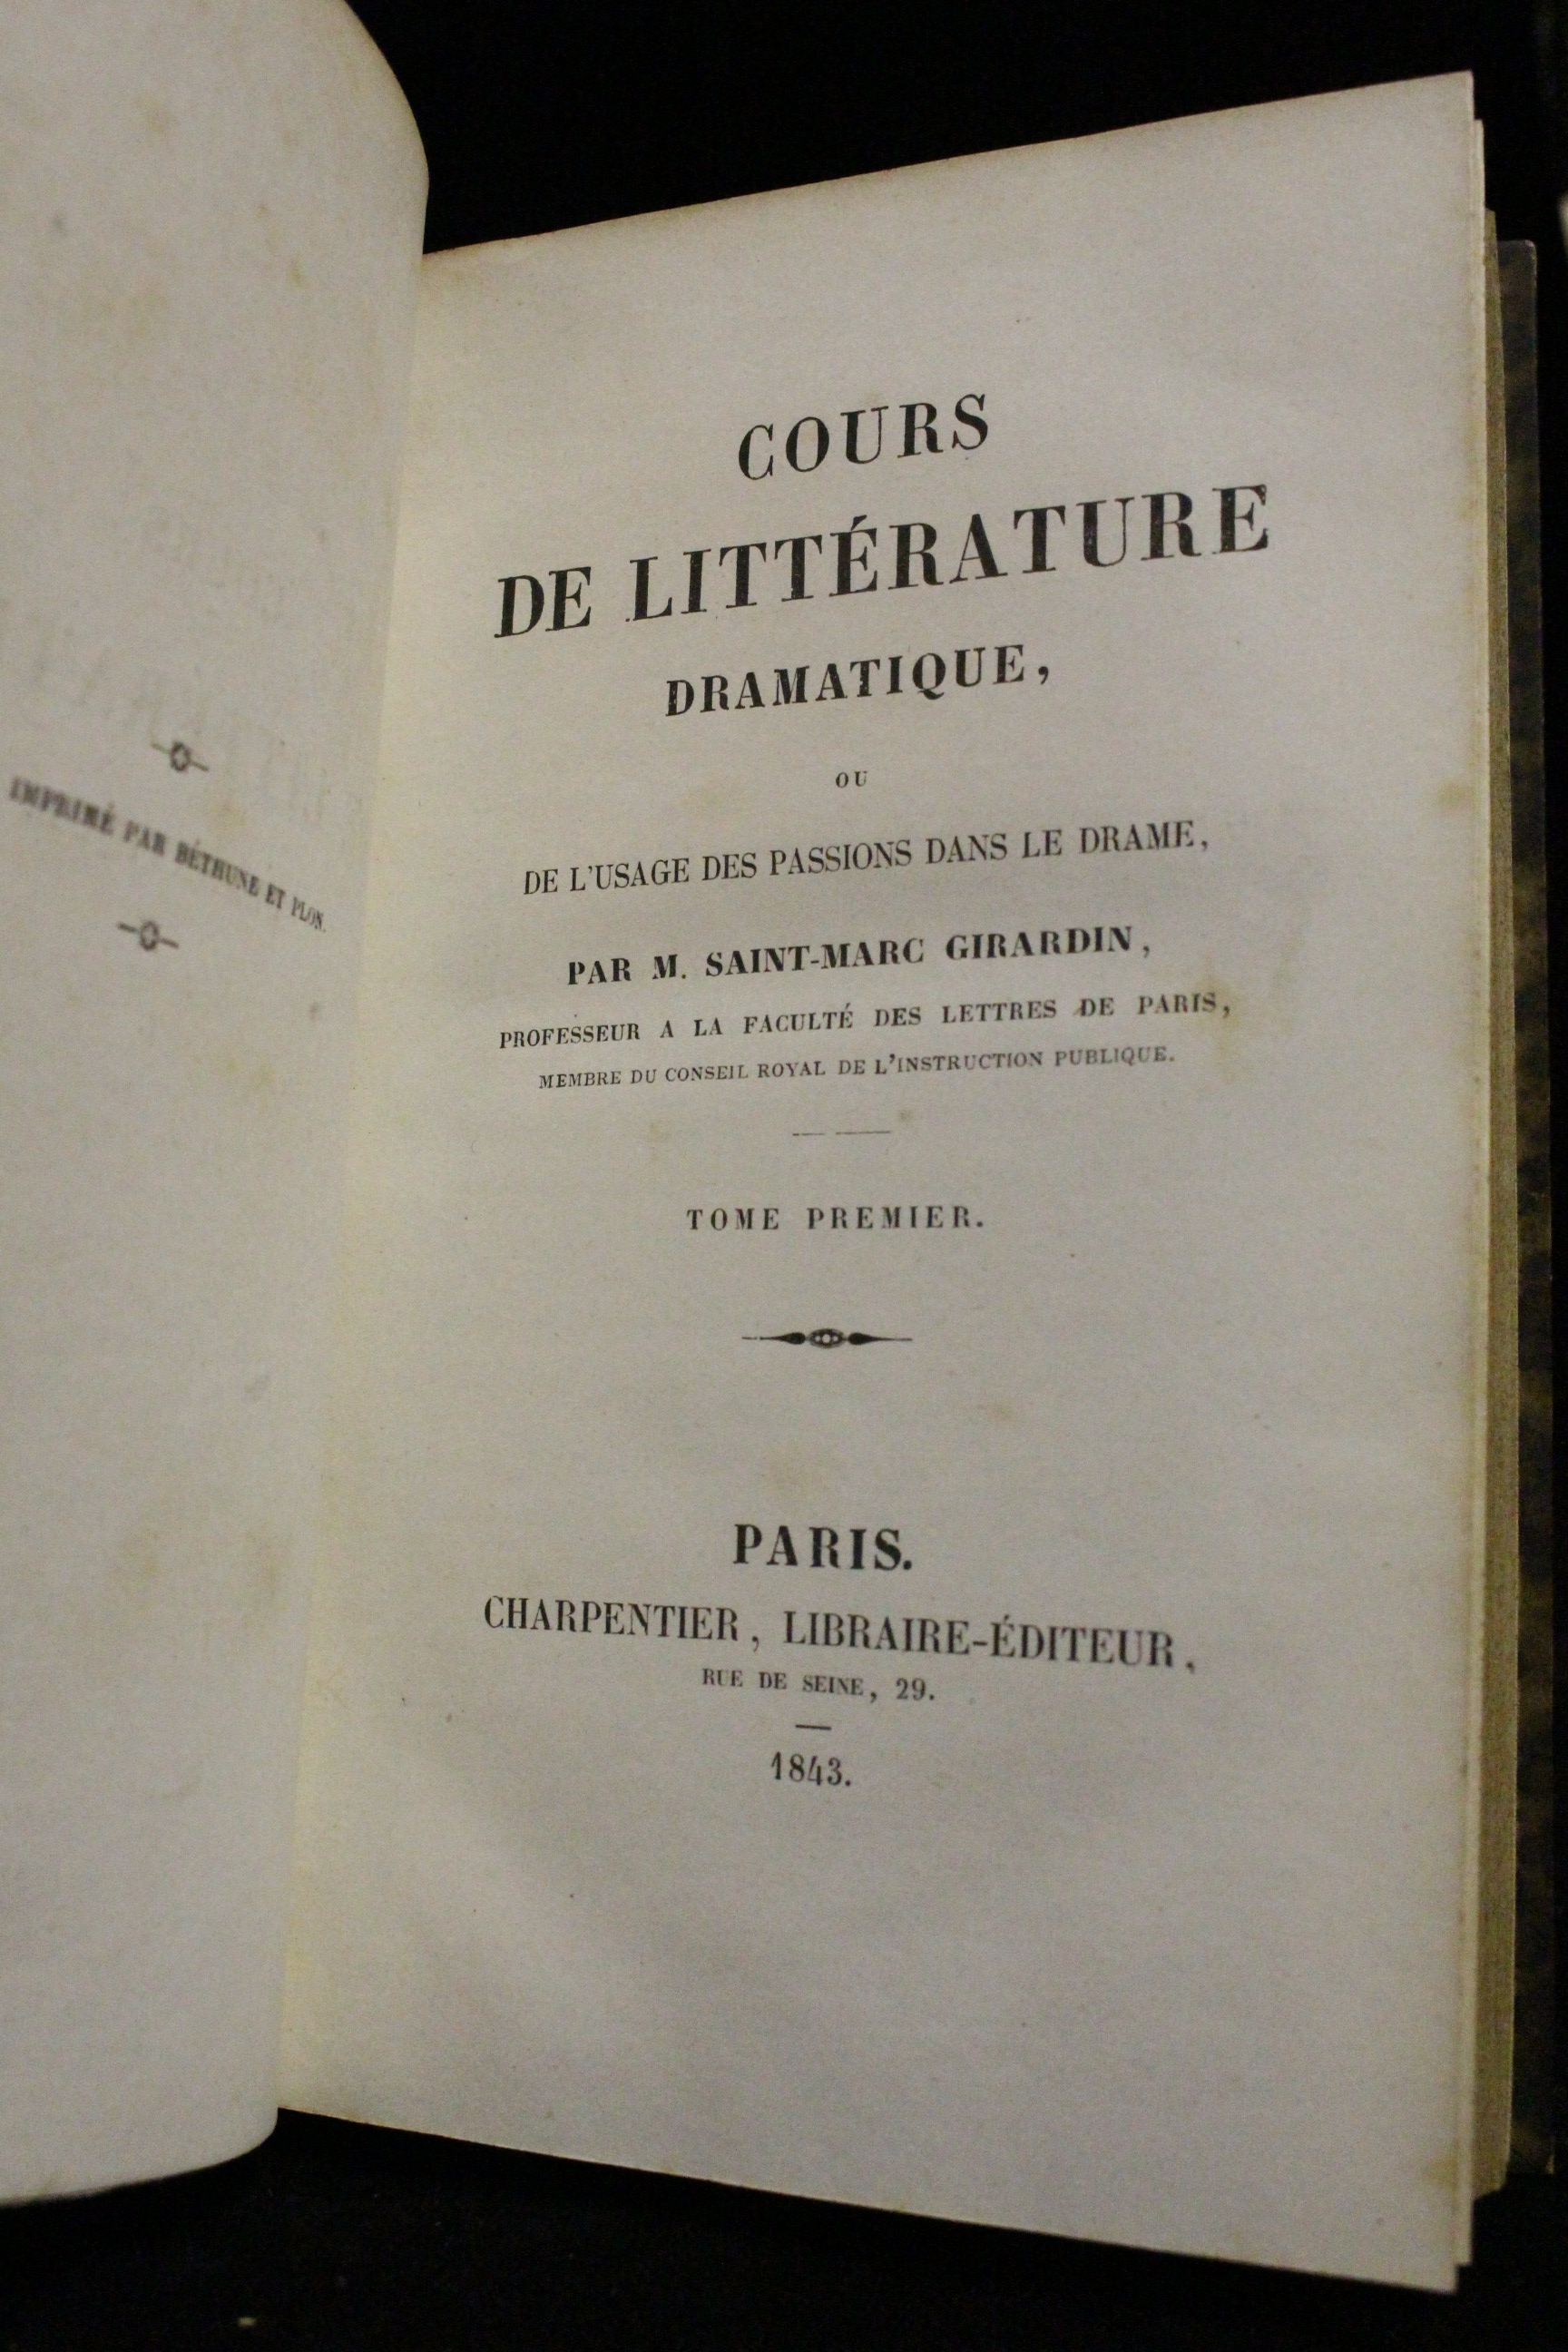 IMPRIMÉ PAR BÉTHUNE ET PLON.
COURS
DE LITTÉRATURE
DRAMATIQUE,
OU
DE L'USAGE DES PASSIONS DANS LE DRAME,
PAR M. SAINT-MARC GIRARDIN,
PROFESSEUR A LA FACULTÉ DES LETTRES DE PARIS,
MEMBRE DU CONSEIL ROYAL DE L'INSTRUCTION PUBLIQUE.
TOME PREMIER.
PARIS.
CHARPENTIER, LIBRAIRE-ÉDITEUR,
RUE DE SEINE, 29.
1843.